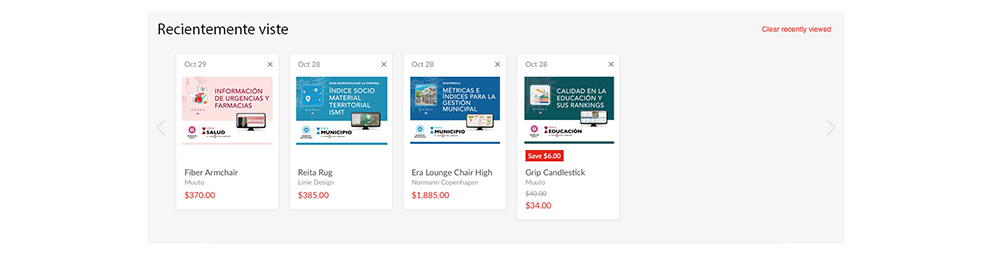 Recientemente viste
Clear recently viewed
Oct 29
INFORMACIÓN
DE URGENCIAS Y
FARMACIAS
SALUD
Fiber Armchair
Muuto
$370.00
Oct 28
ÍNDICE SOCIO
MATERIAL
TERRITORIAL
ISMT
MUNICIPIO
Reita Rug
Linie Design
$385.00
Oct 28
GUATEMALA
MÉTRICAS E
ÍNDICES PARA LA
GESTIÓN
MUNICIPAL
MUNICIPIO
Era Lounge Chair High
Normann Copenhagen
$1,885.00
Oct 28
CALIDAD EN LA
EDUCACIÓN Y
SUS RANKINGS
EDUCACIÓN
Save $6.00
Grip Candlestick
Muuto
$40.00
$34.00